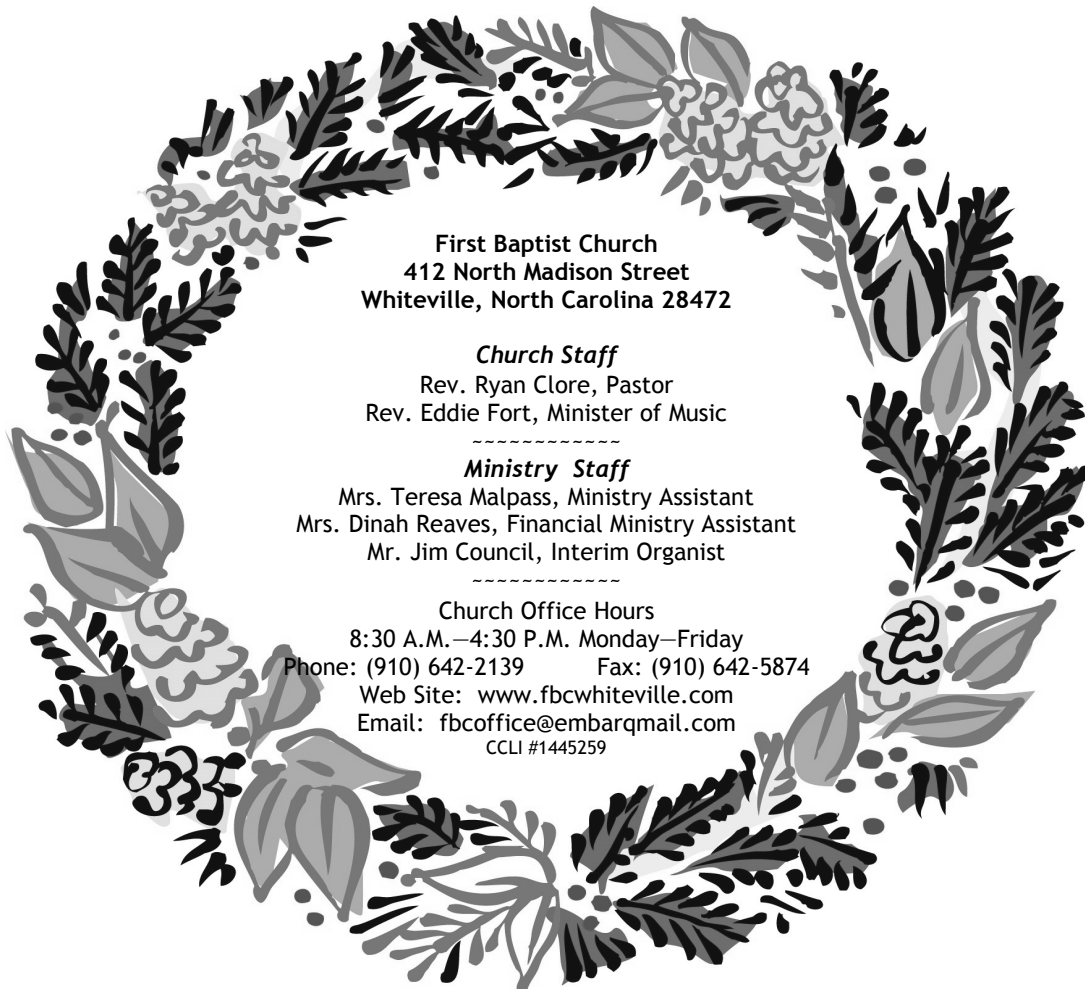 First Baptist Church
412 North Madison Street
Whiteville, North Carolina 28472
Church Staff
Rev. Ryan Clore, Pastor
Rev. Eddie Fort, Minister of Music
~~~~~~~~~~~~
Ministry Staff
Mrs. Teresa Malpass, Ministry Assistant
Mrs. Dinah Reaves, Financial Ministry Assistant
Mr. Jim Council, Interim Organist
~~~~~~~~~~~~
Church Office Hours
8:30 A.M.—4:30 P.M. Monday—Friday
Phone: (910) 642-2139 Fax: (910) 642-5874
Web Site: www.fbcwhiteville.com
Email: fbcoffice@embarqmail.com
CCLI #1445259